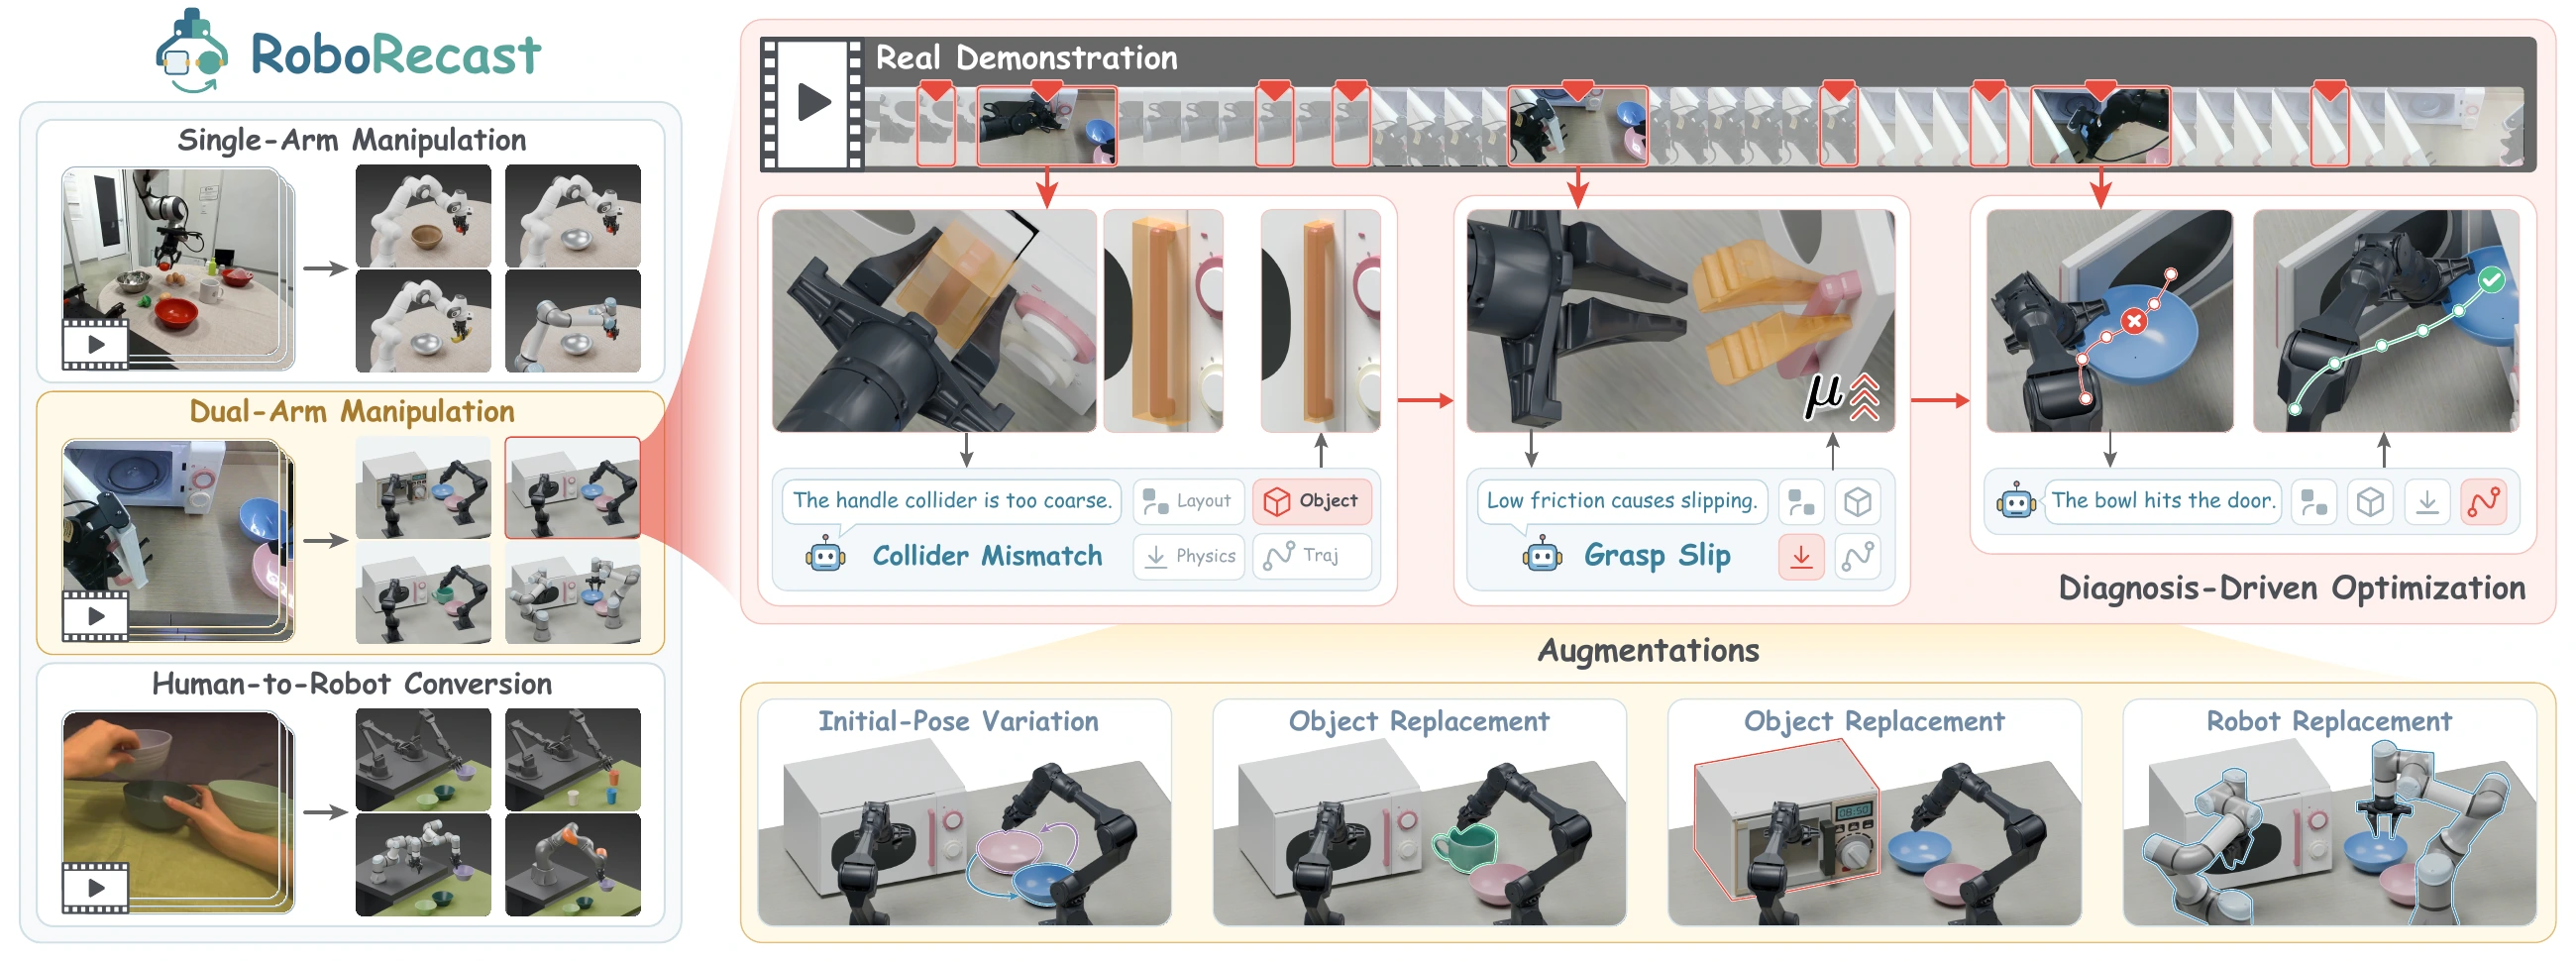 RoboRecast
Single-Arm Manipulation
Dual-Arm Manipulation
Human-to-Robot Conversion
Real Demonstration
The handle collider is too coarse.
Collider Mismatch
Layout
Object
Physics
Traj
μ
Low friction causes slipping.
Grasp Slip
The bowl hits the door.
Diagnosis-Driven Optimization
Augmentations
Initial-Pose Variation
Object Replacement
Object Replacement
08:50
Robot Replacement